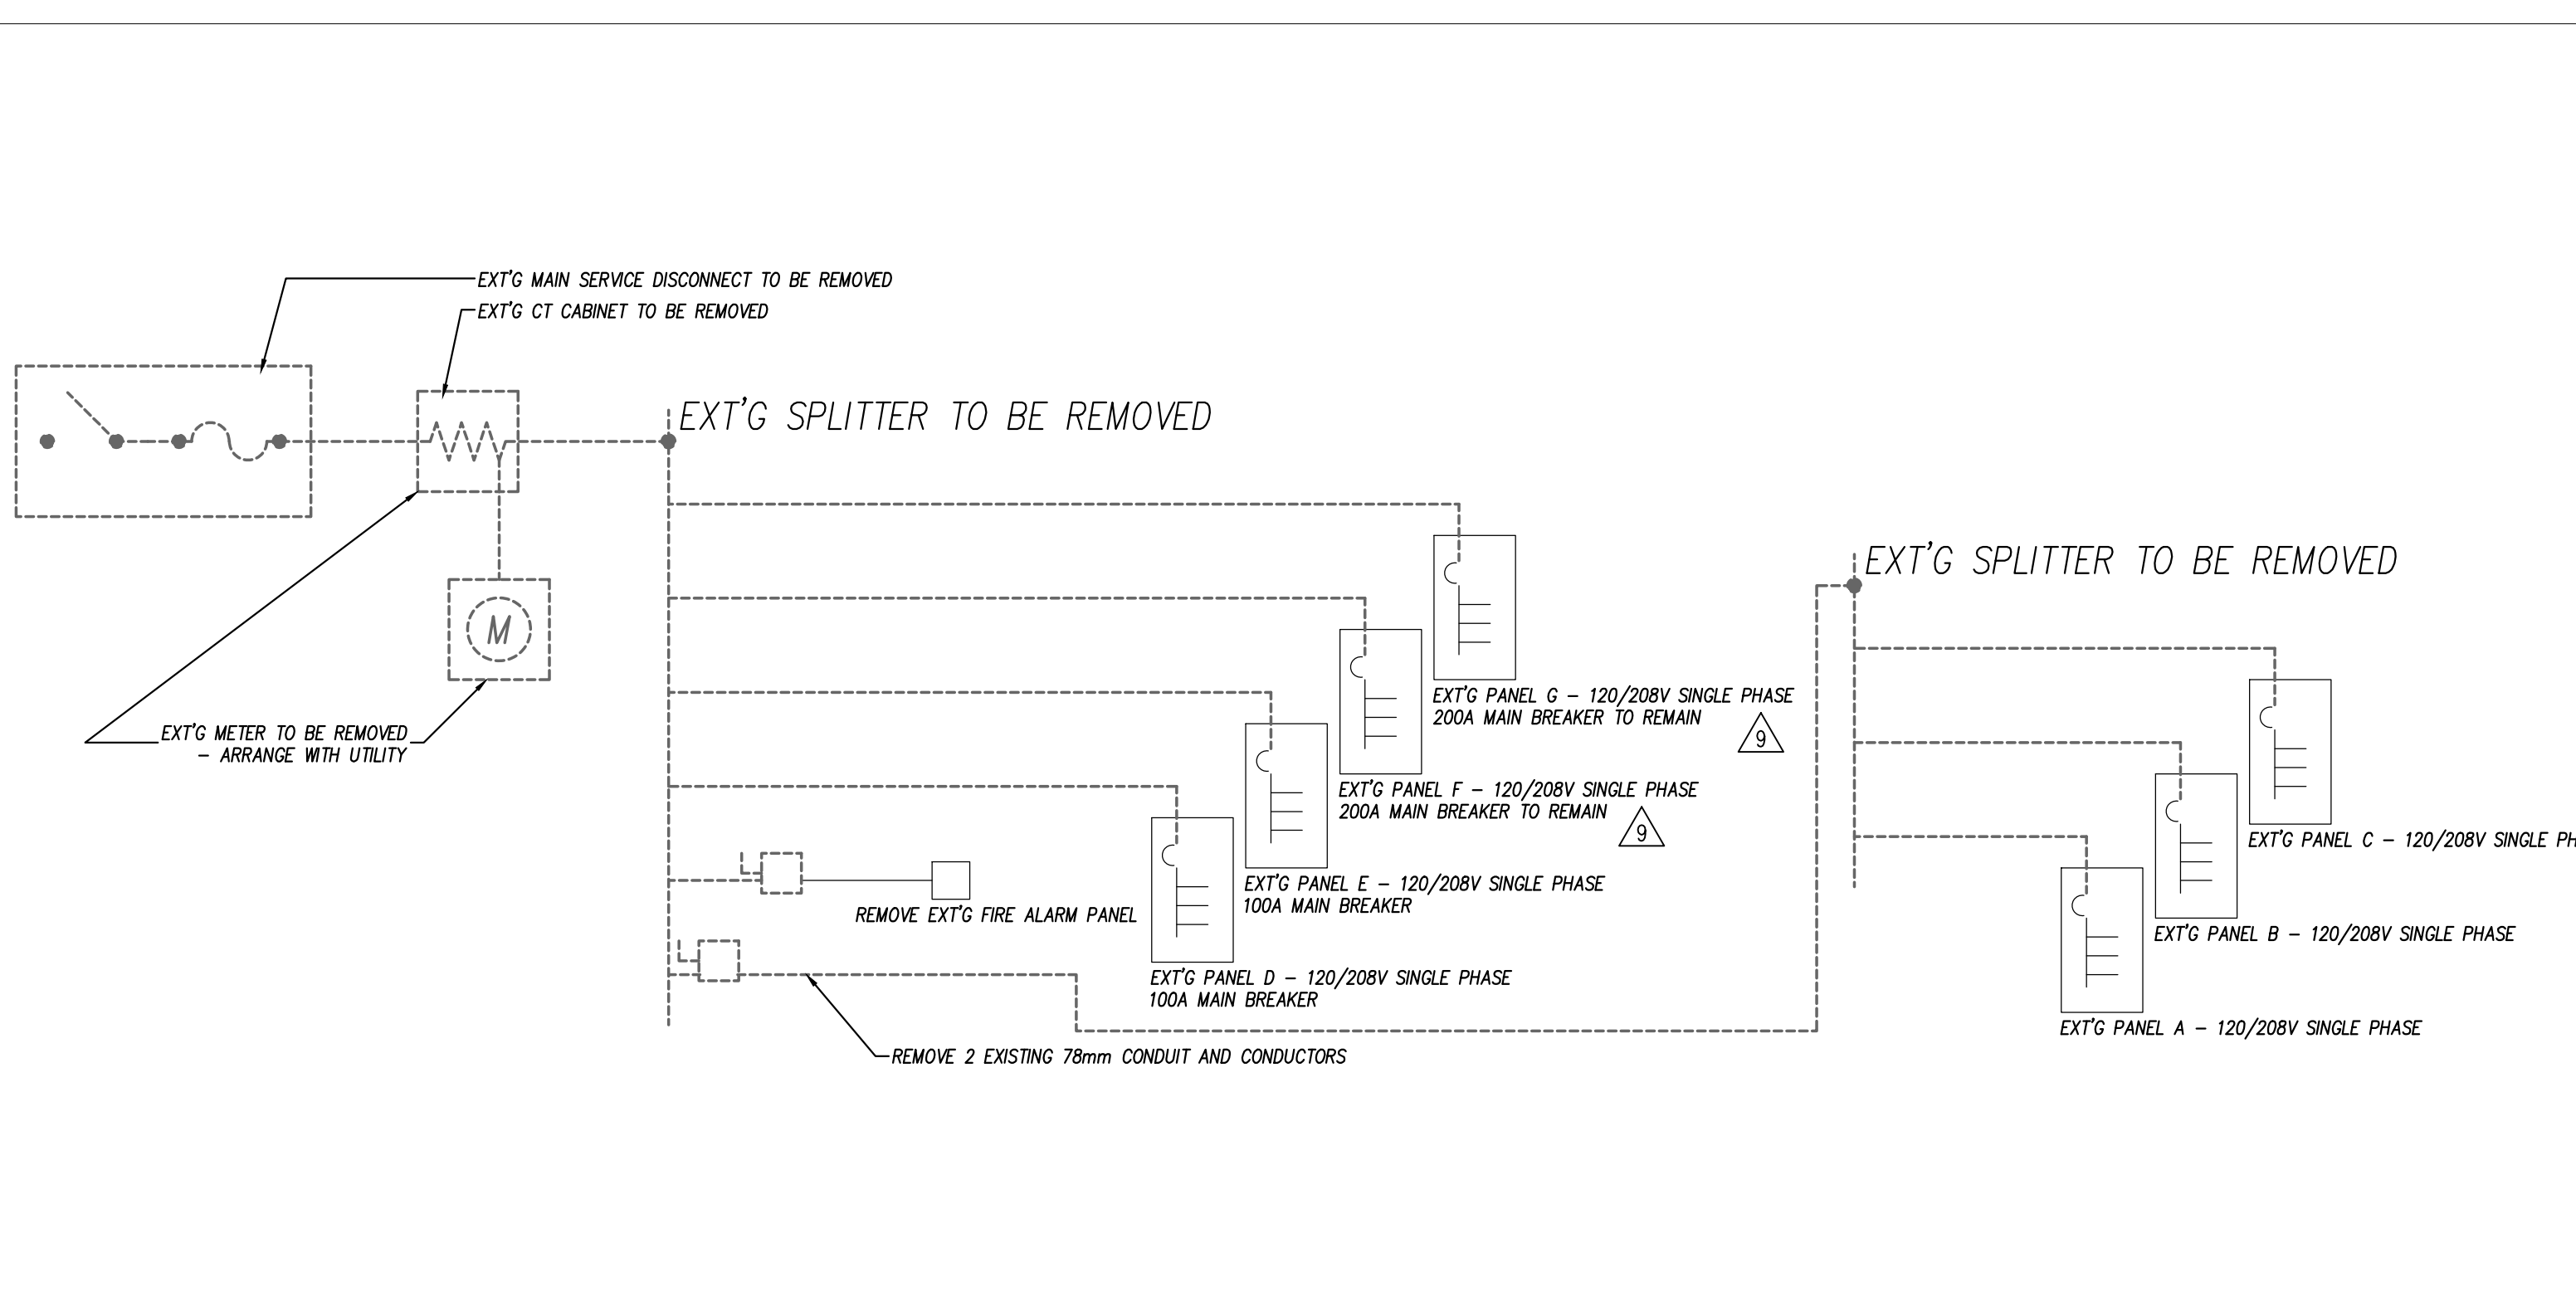 EXT'G MAIN SERVICE DISCONNECT TO BE REMOVED
EXT'G CT CABINET TO BE REMOVED
EXT'G SPLITTER TO BE REMOVED
M
EXT'G METER TO BE REMOVED
- ARRANGE WITH UTILITY
EXT'G PANEL G - 120/208V SINGLE PHASE
200A MAIN BREAKER TO REMAIN
9
EXT'G PANEL F - 120/208V SINGLE PHASE
200A MAIN BREAKER TO REMAIN
9
EXT'G PANEL E - 120/208V SINGLE PHASE
100A MAIN BREAKER
REMOVE EXT'G FIRE ALARM PANEL
EXT'G PANEL D - 120/208V SINGLE PHASE
100A MAIN BREAKER
REMOVE 2 EXISTING 78mm CONDUIT AND CONDUCTORS
EXT'G SPLITTER TO BE REMOVED
EXT'G PANEL C - 120/208V SINGLE
EXT'G PANEL B - 120/208V SINGLE PHASE
EXT'G PANEL A - 120/208V SINGLE PHASE